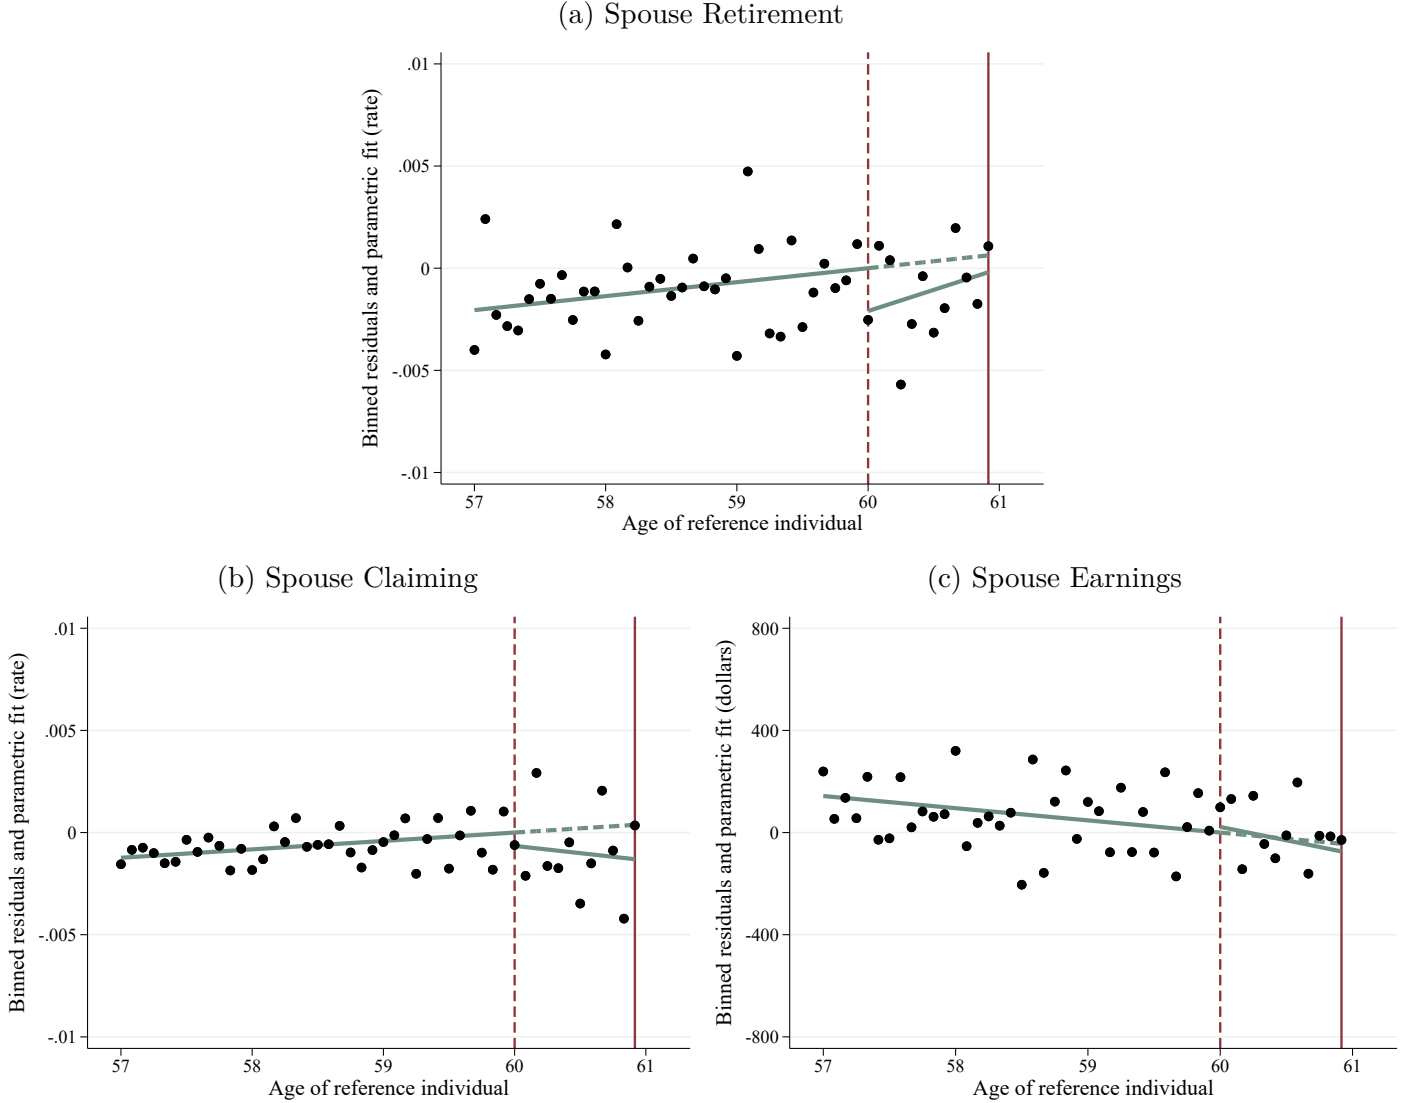 (a) Spouse Retirement
Binned residuals and parametric fit (rate)
.01
.005
0
-.005
-.01
57 58 59 60 61
Age of reference individual
(b) Spouse Claiming
Binned residuals and parametric fit (rate)
.01
.005
0
-.005
-.01
57 58 59 60 61
Age of reference individual
(c) Spouse Earnings
Binned residuals and parametric fit (dollars)
800
400
0
-400
-800
57 58 59 60 61
Age of reference individual